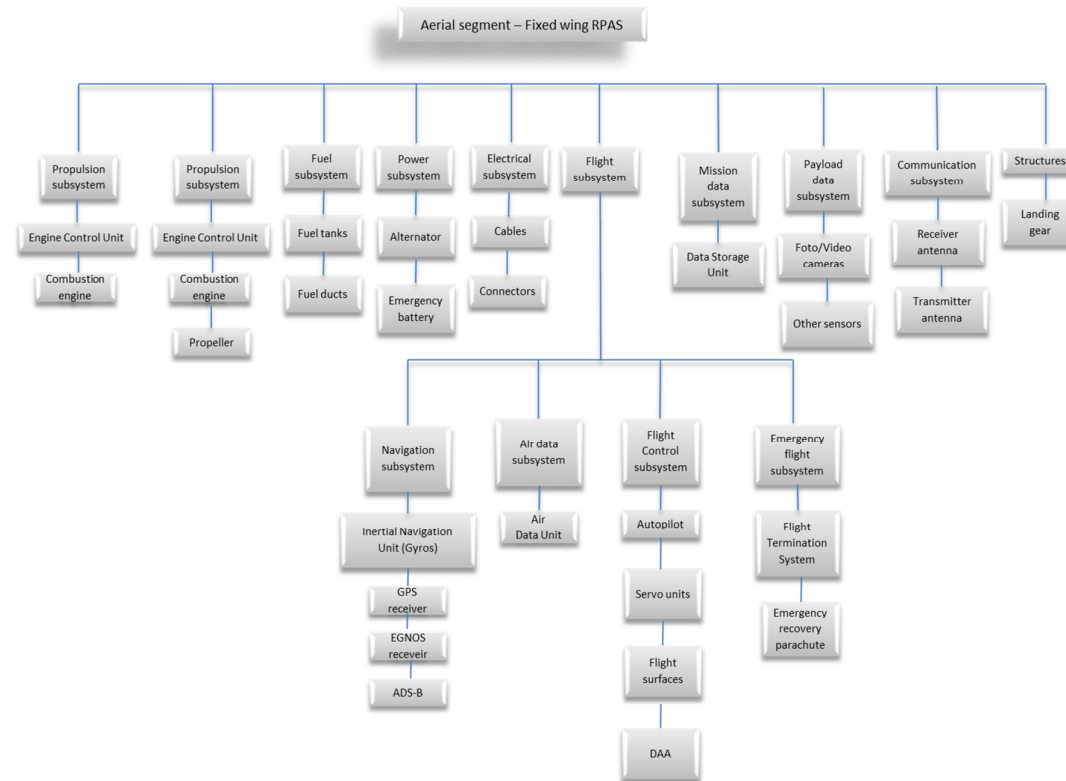 Aerial segment – Fixed wing RPAS
Propulsion
subsystem
Engine Control Unit
Combustion
engine
Propulsion
subsystem
Engine Control Unit
Combustion
engine
Propeller
Fuel
subsystem
Fuel tanks
Fuel ducts
Power
subsystem
Alternator
Emergency
battery
Electrical
subsystem
Cables
Connectors
Flight
subsystem
Mission
data
subsystem
Data Storage
Unit
Payload
data
subsystem
Foto/Video
cameras
Other sensors
Communication
subsystem
Receiver
antenna
Transmitter
antenna
Structures
Landing
gear
Navigation
subsystem
Inertial Navigation
Unit (Gyros)
GPS
receiver
EGNOS
receveir
ADS-B
Air data
subsystem
Air
Data Unit
Flight
Control
subsystem
Autopilot
Servo units
Flight
surfaces
DAA
Emergency
flight
subsystem
Flight
Termination
System
Emergency
recovery
parachute